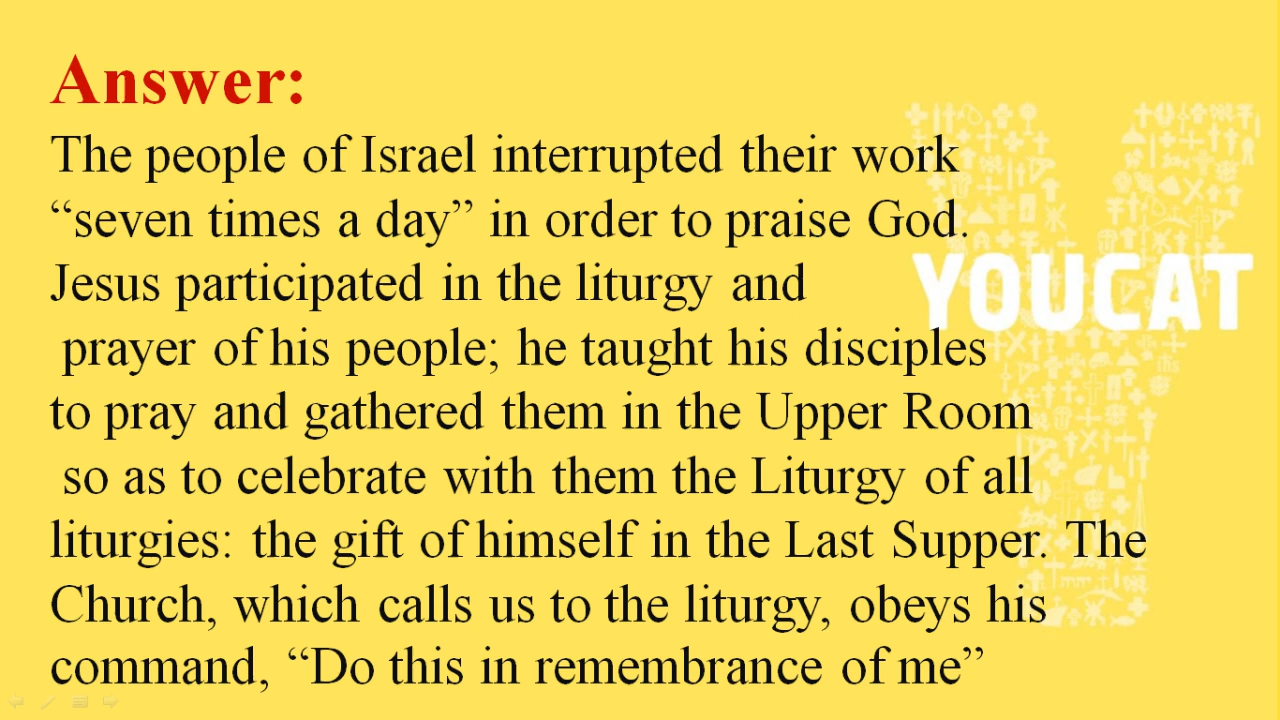 Answer:
The people of Israel interrupted their work
“seven times a day” in order to praise God.
Jesus participated in the liturgy and
prayer of his people; he taught his disciples
to pray and gathered them in the Upper Room
so as to celebrate with them the Liturgy of all
liturgies: the gift of himself in the Last Supper. The
Church, which calls us to the liturgy, obeys his
command, “Do this in remembrance of me”
YOUCAT